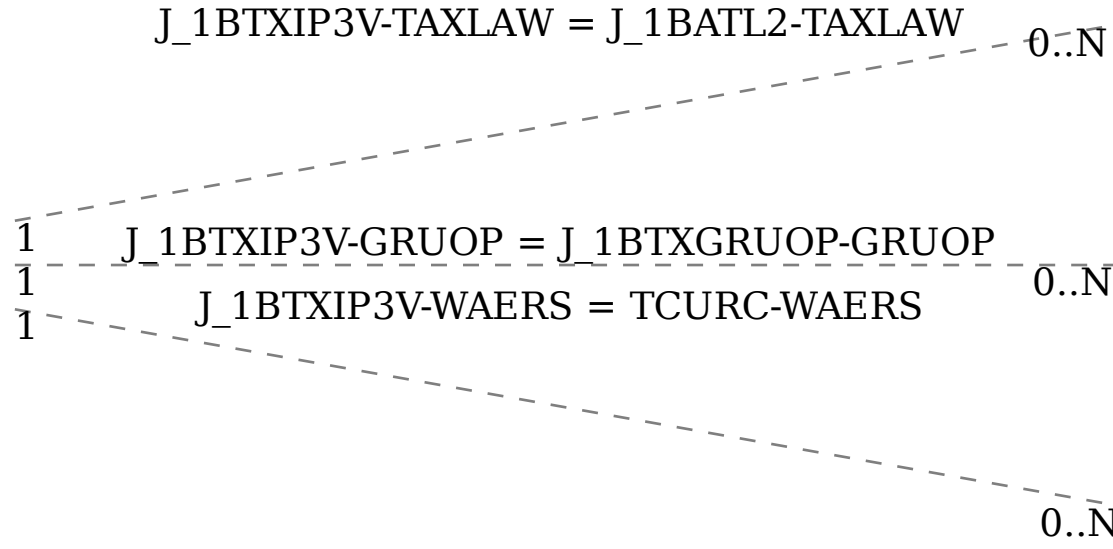 J_1BTXIP3V-TAXLAW = J_1BATL2-TAXLAW
0..N
1
J_1BTXIP3V-GRUOP = J_1BTXGRUOP-GRUOP
1
0..N
J_1BTXIP3V-WAERS = TCURC-WAERS
1
0..N